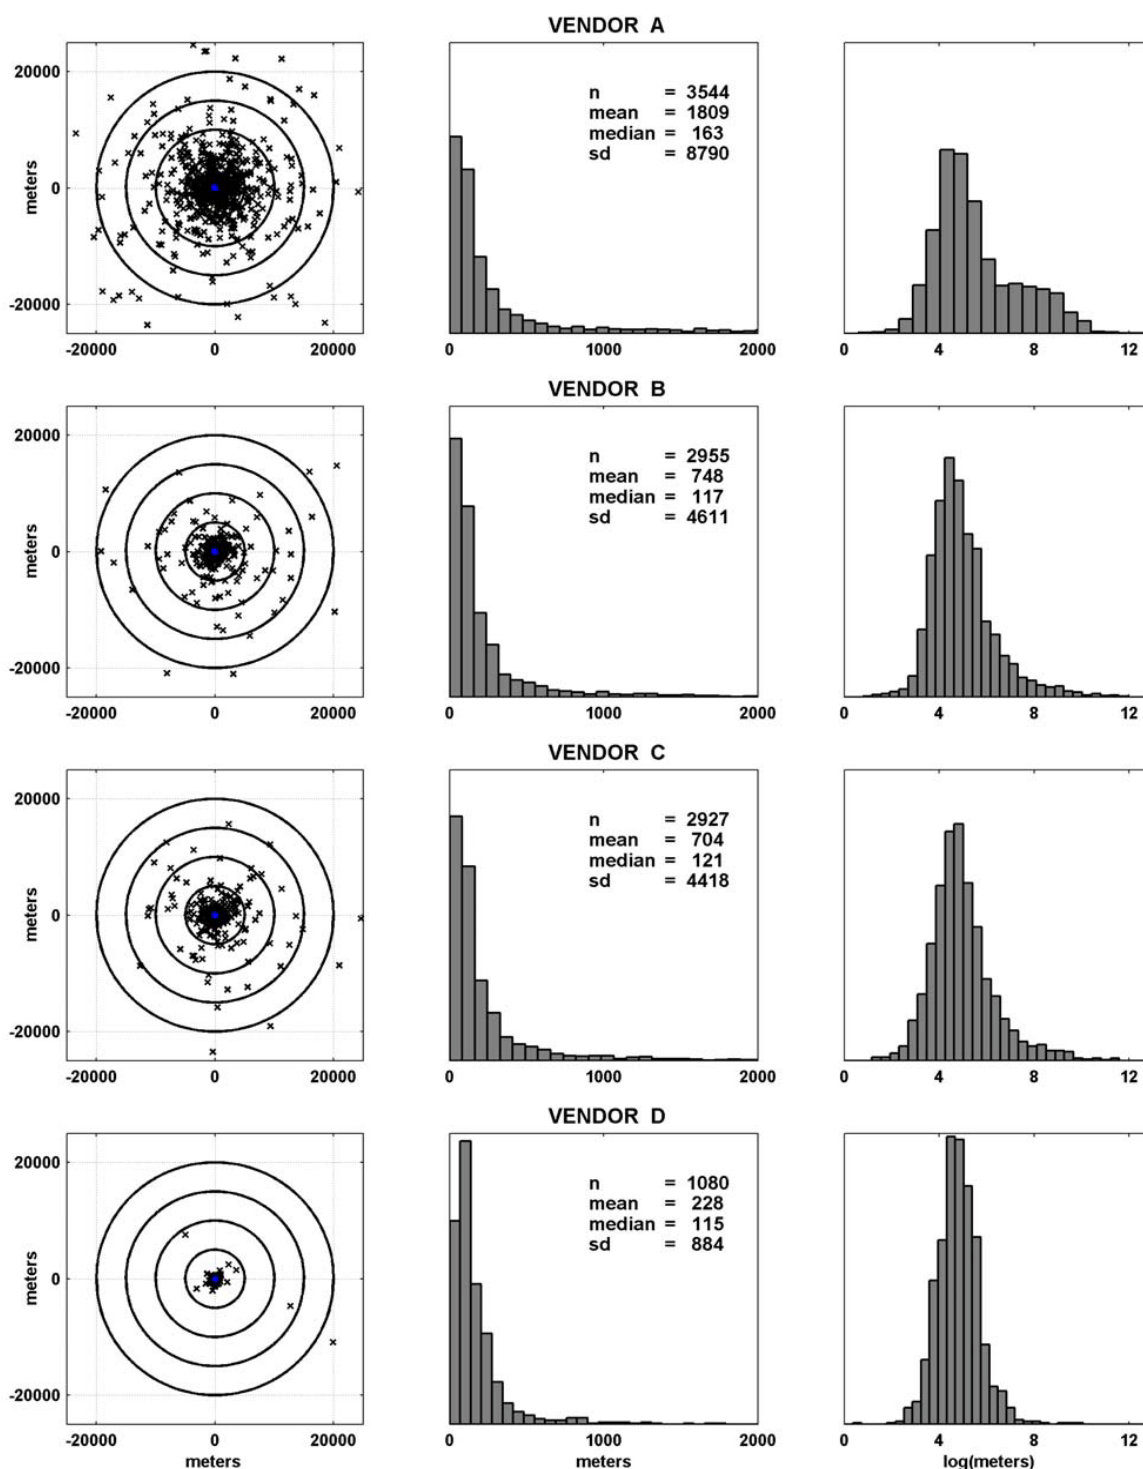 VENDOR A
20000
0
-20000
meters
-20000 0 20000
n = 3544
mean = 1809
median = 163
sd = 8790
0 1000 2000
0 4 8 12
VENDOR B
20000
0
-20000
meters
-20000 0 20000
n = 2955
mean = 748
median = 117
sd = 4611
0 1000 2000
0 4 8 12
VENDOR C
20000
0
-20000
meters
-20000 0 20000
n = 2927
mean = 704
median = 121
sd = 4418
0 1000 2000
0 4 8 12
VENDOR D
20000
0
-20000
meters
-20000 0 20000
meters
n = 1080
mean = 228
median = 115
sd = 884
0 1000 2000
meters
0 4 8 12
log(meters)